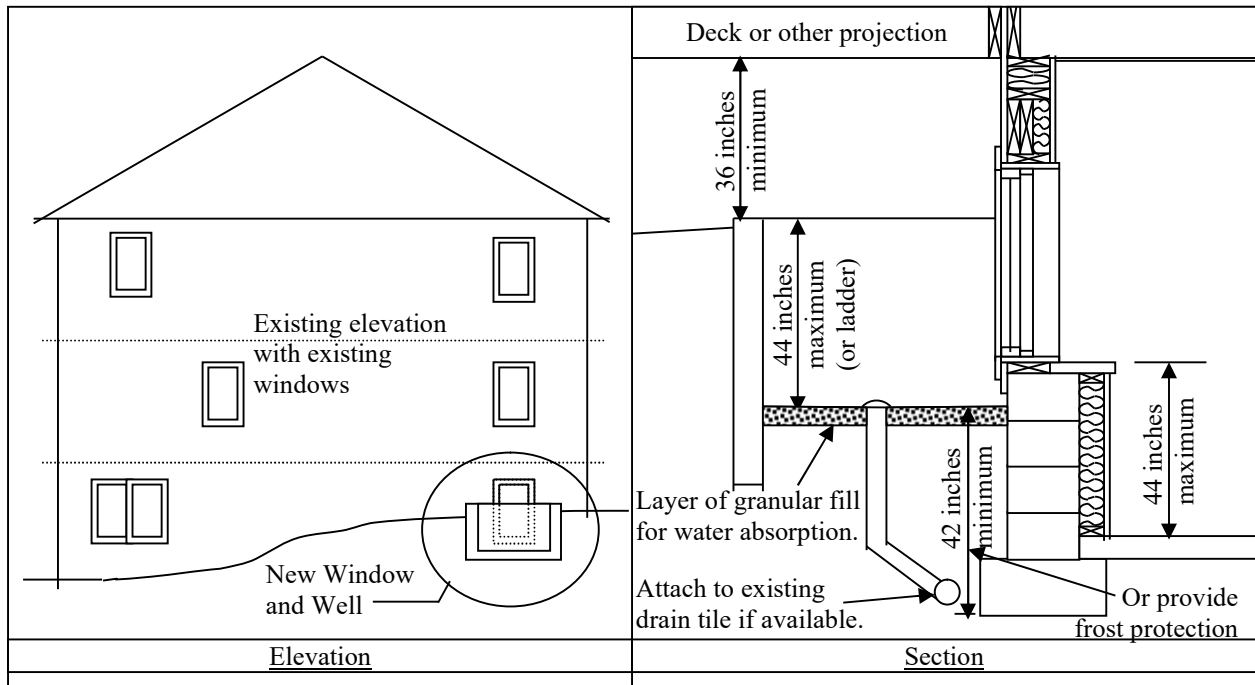 Existing elevation
with existing
windows
New Window
and Well
Elevation
Deck or other projection
36 inches
minimum
44 inches
maximum
(or ladder)
Layer of granular fill
for water absorption.
42 inches
minimum
44 inches
maximum
Attach to existing
drain tile if available.
Or provide
frost protection
Section